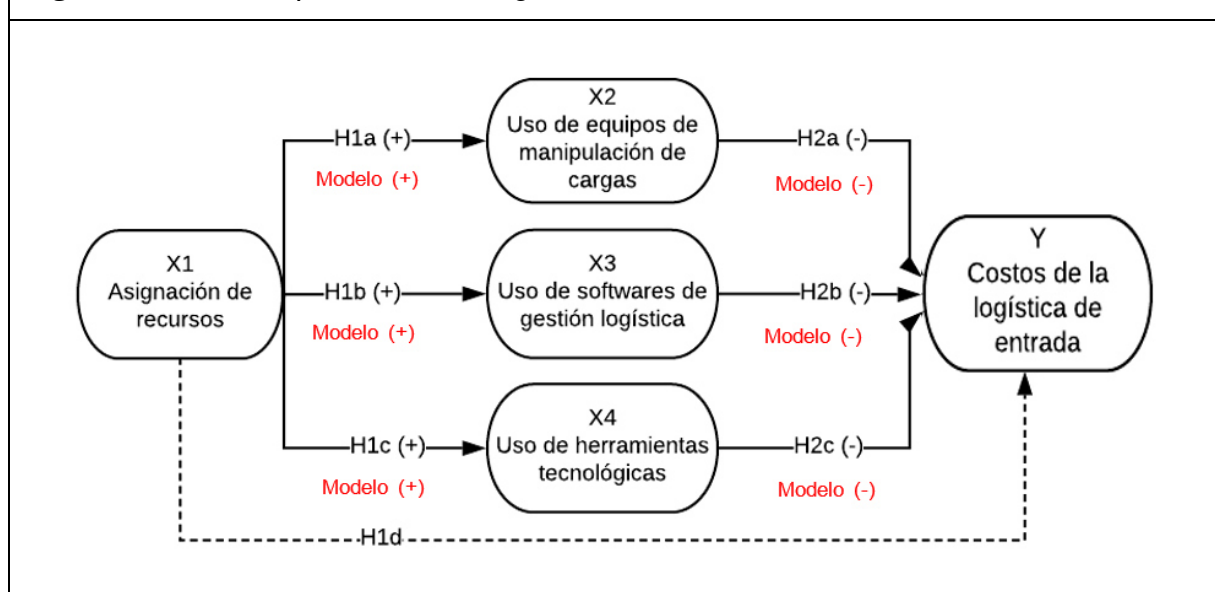 X2
Uso de equipos de
manipulación de
cargas
H1a (+)
Modelo (+)
H2a (-)
Modelo (-)
X1
Asignación de
recursos
H1b (+)
Modelo (+)
X3
Uso de softwares de
gestión logística
H2b (-)
Modelo (-)
Y
Costos de la
logística de
entrada
H1c (+)
Modelo (+)
X4
Uso de herramientas
tecnológicas
H2c (-)
Modelo (-)
H1d